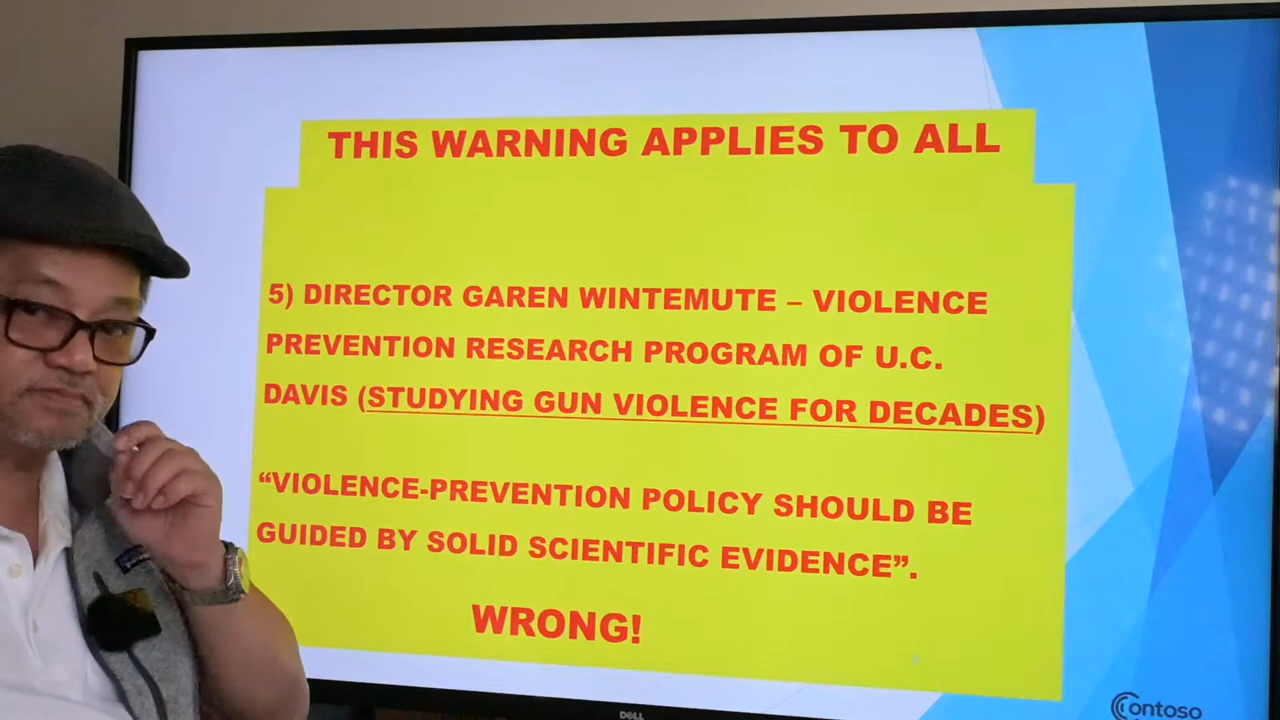 THIS WARNING APPLIES TO ALL
5) DIRECTOR GAREN WINTEMUTE – VIOLENCE
PREVENTION RESEARCH PROGRAM OF U.C.
DAVIS (STUDYING GUN VIOLENCE FOR DECADES)
“VIOLENCE-PREVENTION POLICY SHOULD BE
GUIDED BY SOLID SCIENTIFIC EVIDENCE”.
WRONG!
Contoso
DELL